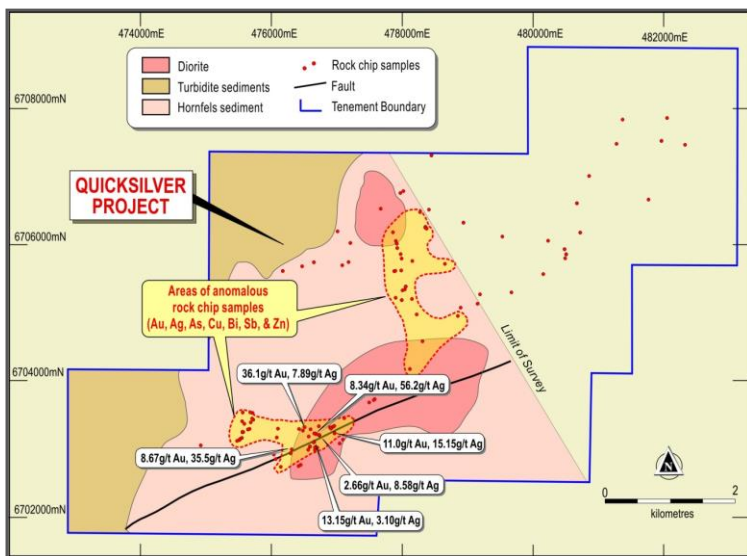 474000mE
476000mE
478000mE
480000mE
482000mE
6708000mN
6706000mN
6704000mN
6702000mN
Diorite
Turbidite sediments
Hornfels sediment
Rock chip samples
Fault
Tenement Boundary
QUICKSILVER
PROJECT
Areas of anomalous
rock chip samples
(Au, Ag, As, Cu, Bi, Sb, & Zn)
Limit of Survey
36.1g/t Au, 7.89g/t Ag
8.34g/t Au, 56.2g/t Ag
8.67g/t Au, 35.5g/t Ag
11.0g/t Au, 15.15g/t Ag
2.66g/t Au, 8.58g/t Ag
13.15g/t Au, 3.10g/t Ag
0
2
kilometres